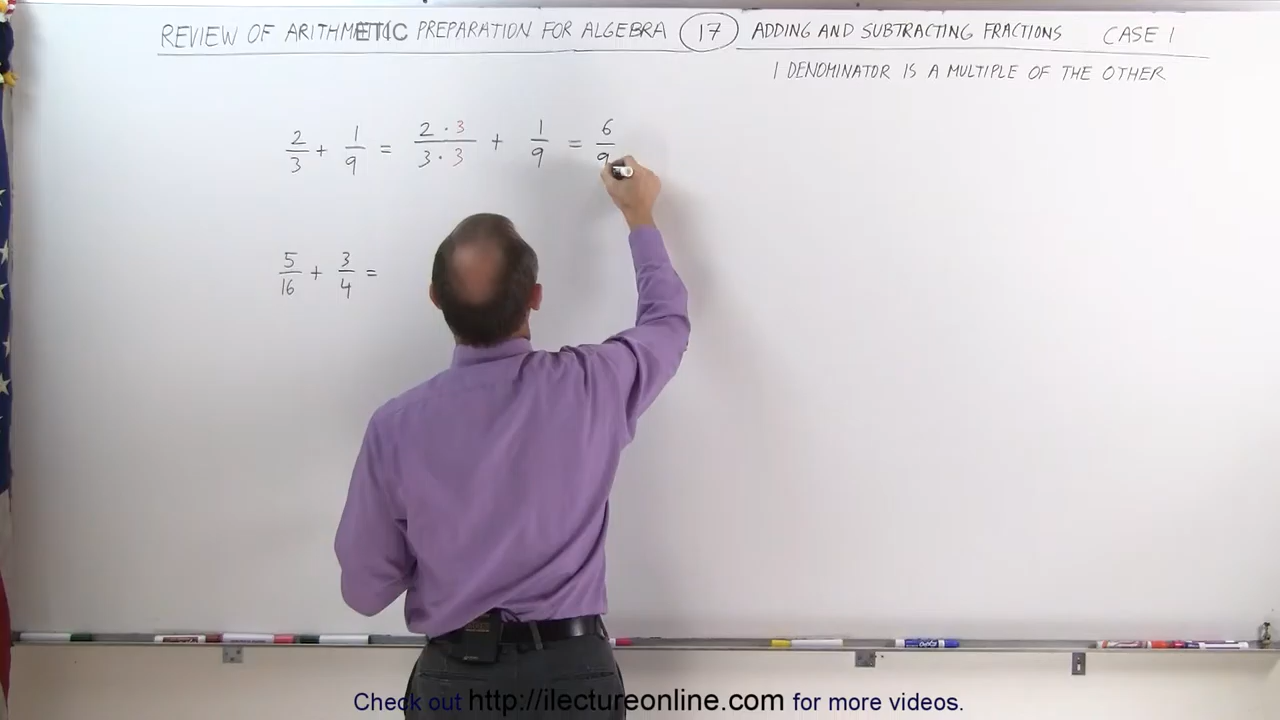 REVIEW OF ARITHMETIC PREPARATION FOR ALGEBRA 17 ADDING AND SUBTRACTING FRACTIONS CASE 1
1 DENOMINATOR IS A MULTIPLE OF THE OTHER
2/3 + 1/9 = 2 · 3/3 · 3 + 1/9 = 6/9
5/16 + 3/4 =
Check out http://ilectureonline.com for more videos.